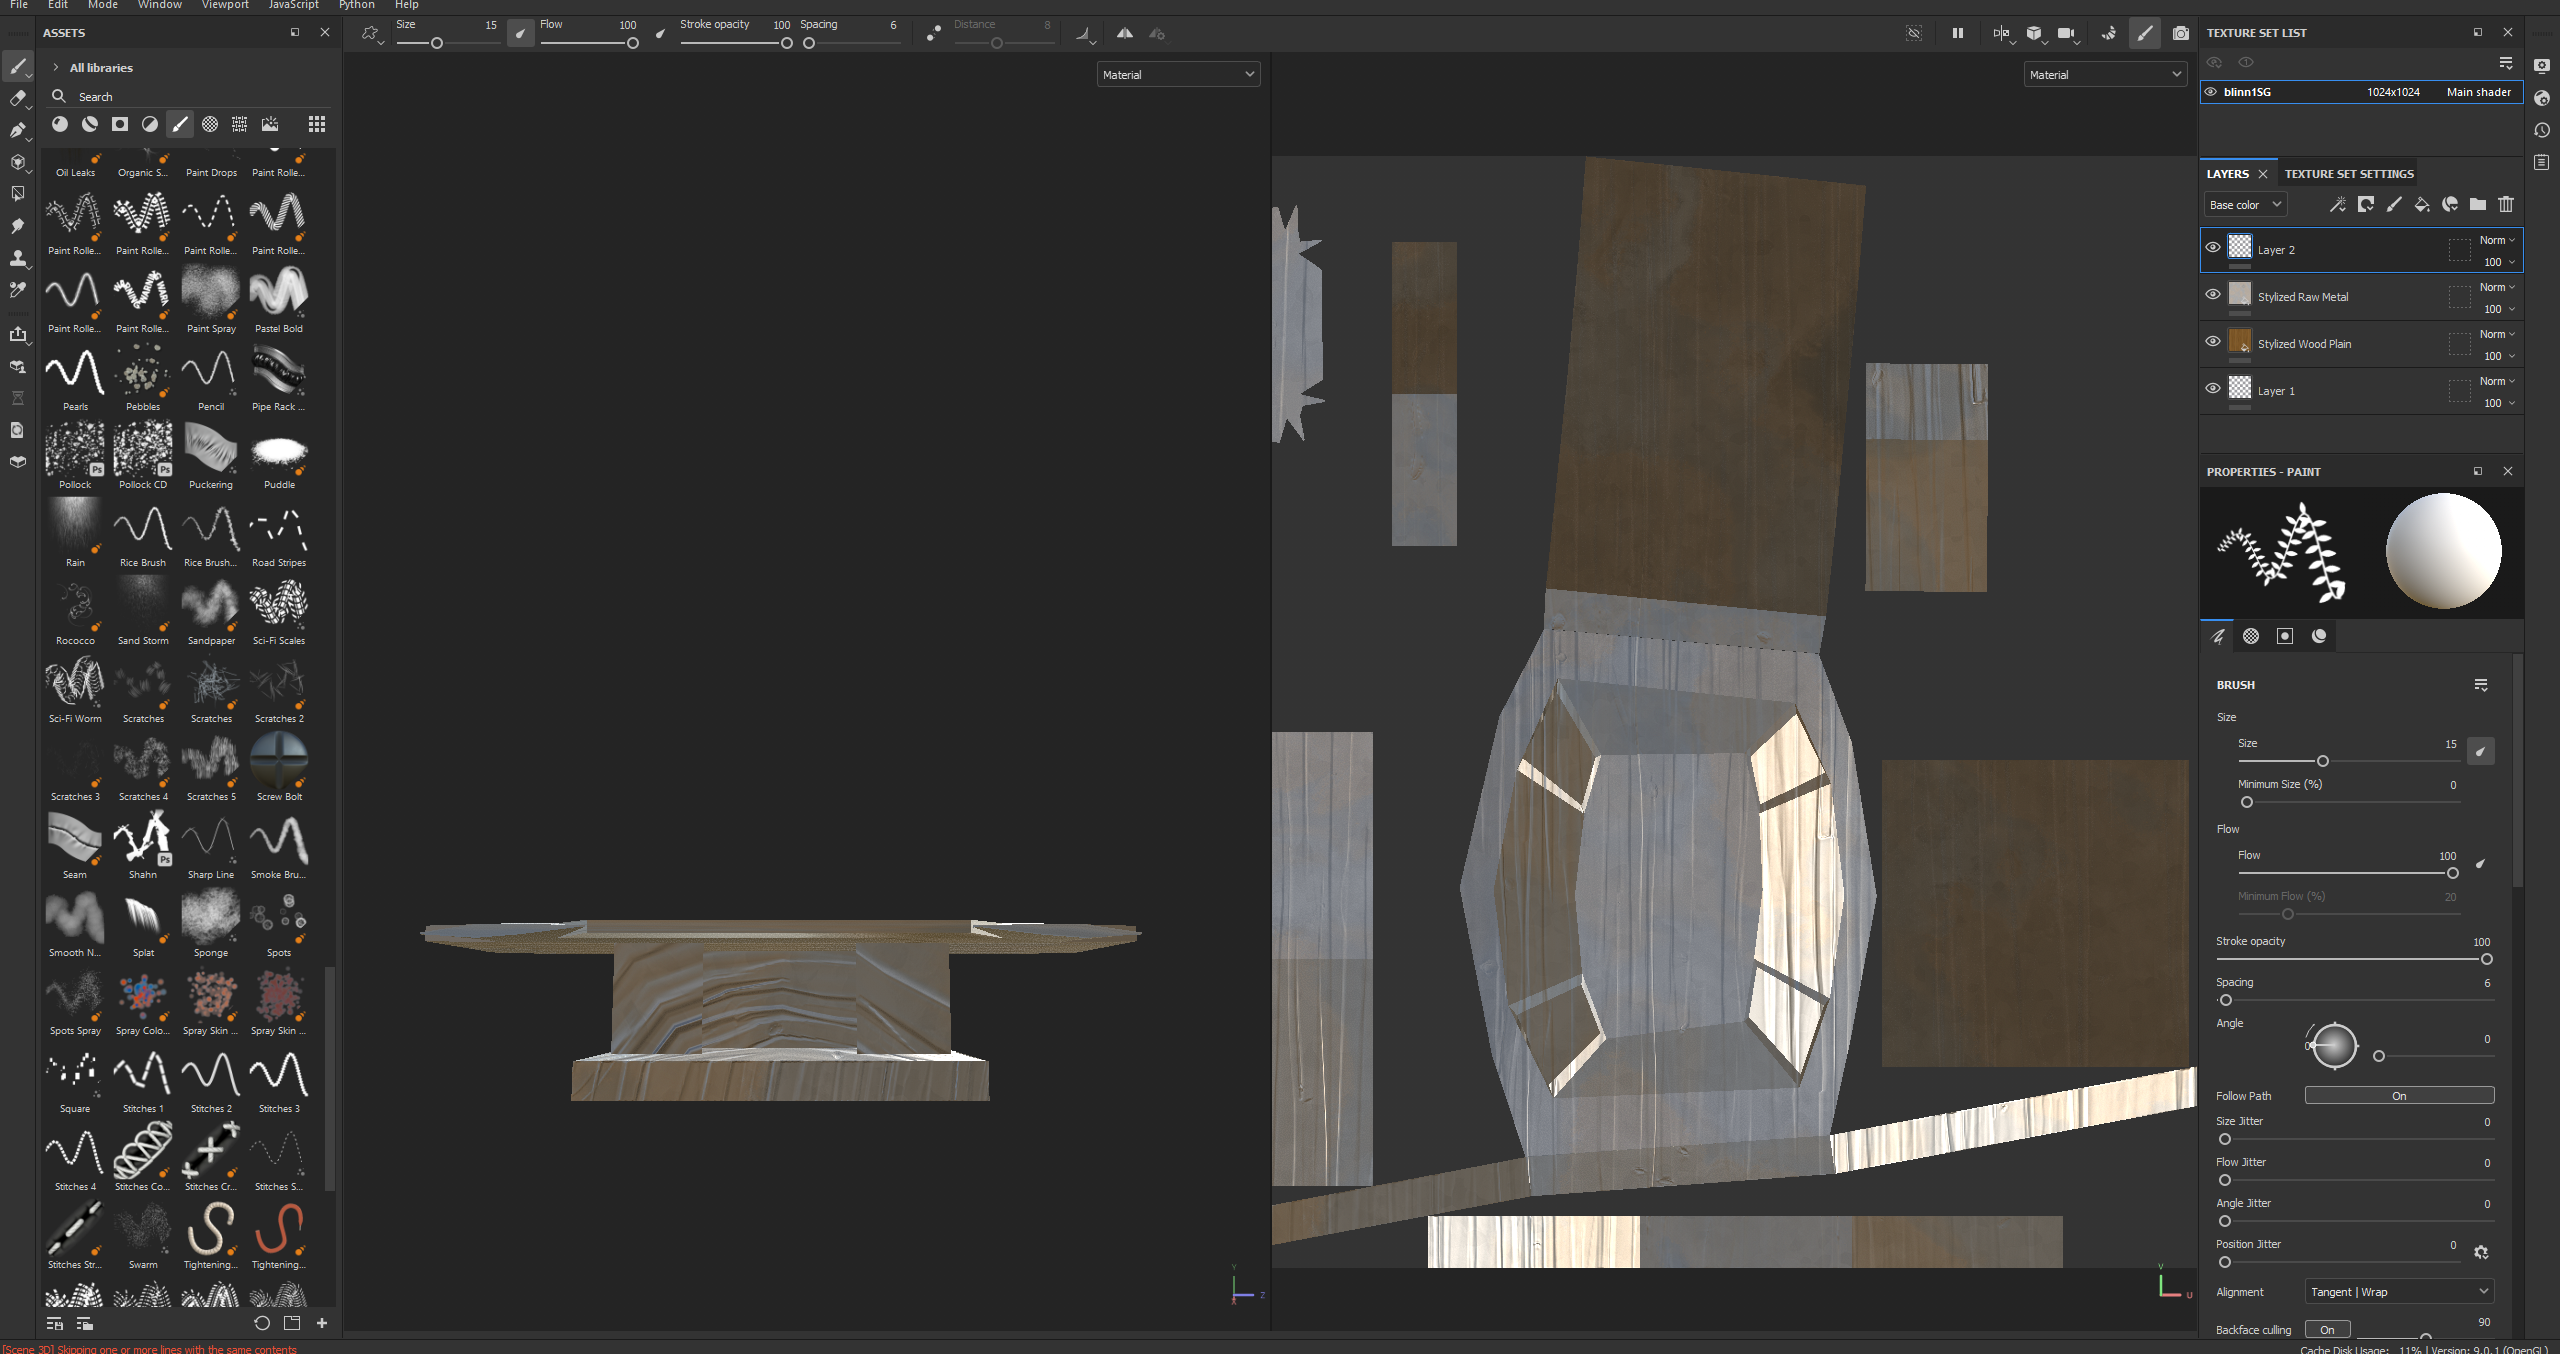 File Edit Mode Window Viewport JavaScript Python Help
ASSETS
Size 15 Flow 100 Stroke opacity 100 Spacing 6 Distance 8
All libraries
Search
Oil Leaks Organic S... Paint Drops Paint Rolle...
Paint Rolle... Paint Rolle... Paint Rolle... Paint Rolle...
Paint Rolle... Paint Rolle... Paint Spray Pastel Bold
Pearls Pebbles Pencil Pipe Rack ...
Ps Ps
Pollock Pollock CD Puckering Puddle
Rain Rice Brush Rice Brush... Road Stripes
Rococco Sand Storm Sandpaper Sci-Fi Scales
Sci-Fi Worm Scratches Scratches Scratches 2
Scratches 3 Scratches 4 Scratches 5 Screw Bolt
Ps
Seam Shahn Sharp Line Smoke Bru...
Smooth N... Splat Sponge Spots
Spots Spray Spray Colo... Spray Skin ... Spray Skin ...
Square Stitches 1 Stitches 2 Stitches 3
Stitches 4 Stitches Co... Stitches Cr... Stitches S...
Stitches Str... Swarm Tightening... Tightening...
Material
Y
Z
Material
V
U
TEXTURE SET LIST
blinn1SG 1024x1024 Main shader
LAYERS TEXTURE SET SETTINGS
Base color
Layer 2 Norm 100
Stylized Raw Metal Norm 100
Stylized Wood Plain Norm 100
Layer 1 Norm 100
PROPERTIES - PAINT
BRUSH
Size
Size 15
Minimum Size (%) 0
Flow
Flow 100
Minimum Flow (%) 20
Stroke opacity 100
Spacing 6
Angle 0 0
Follow Path On
Size Jitter 0
Flow Jitter 0
Angle Jitter 0
Position Jitter 0
Alignment Tangent | Wrap
Backface culling On 90
[Scene 3D] Skipping one or more lines with the same contents
Cache Disk Usage: 11% | Version: 9.0.1 (OpenGL)